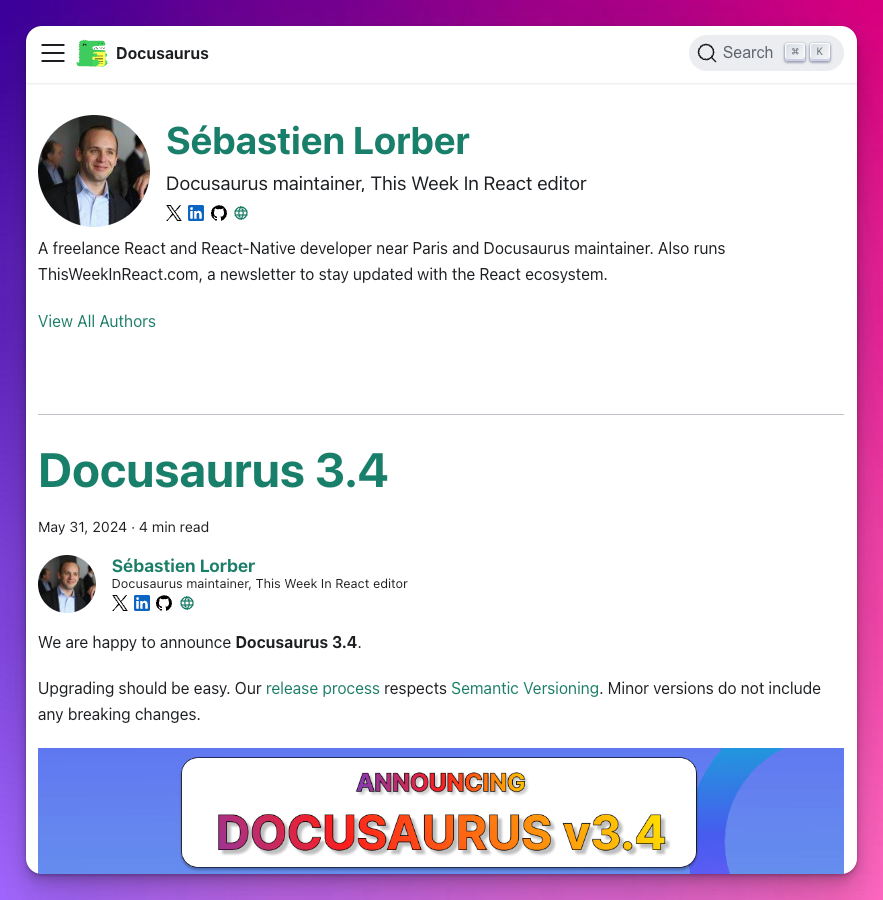 Docusaurus
Search ⌘ K
Sébastien Lorber
Docusaurus maintainer, This Week In React editor
A freelance React and React-Native developer near Paris and Docusaurus maintainer. Also runs
ThisWeekInReact.com, a newsletter to stay updated with the React ecosystem.
View All Authors
Docusaurus 3.4
May 31, 2024 · 4 min read
Sébastien Lorber
Docusaurus maintainer, This Week In React editor
We are happy to announce Docusaurus 3.4.
Upgrading should be easy. Our release process respects Semantic Versioning. Minor versions do not include
any breaking changes.
ANNOUNCING
DOCUSAURUS v3.4